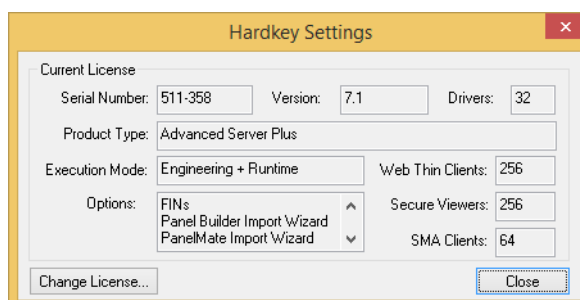 Hardkey Settings
Current License
Serial Number: 511-358 Version: 7.1 Drivers: 32
Product Type: Advanced Server Plus
Execution Mode: Engineering + Runtime Web Thin Clients: 256
Options: FINs Secure Viewers: 256
Panel Builder Import Wizard
PanelMate Import Wizard SMA Clients: 64
Change License... Close